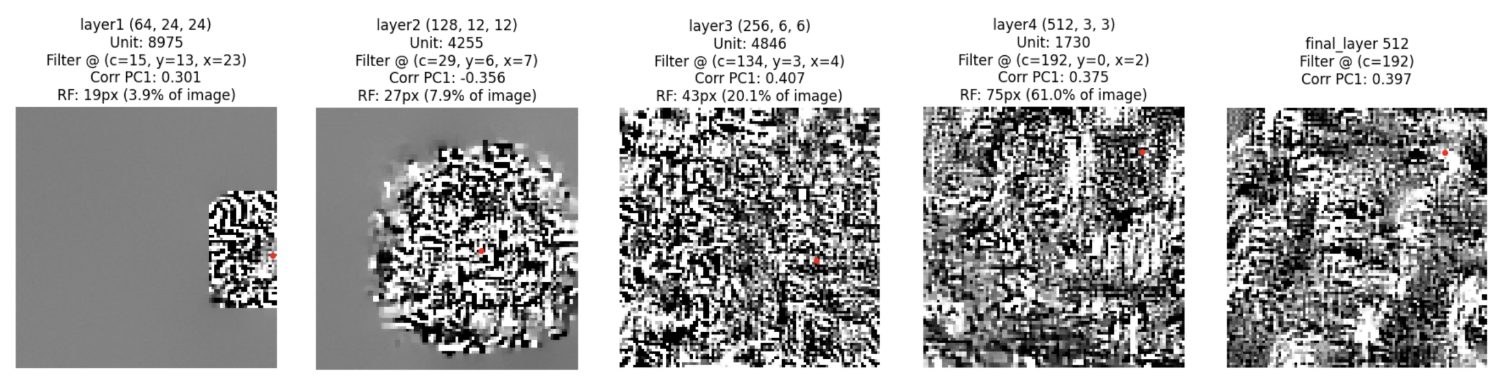 layer1 (64, 24, 24)
Unit: 8975
Filter @ (c=15, y=13, x=23)
Corr PC1: 0.301
RF: 19px (3.9% of image)
layer2 (128, 12, 12)
Unit: 4255
Filter @ (c=29, y=6, x=7)
Corr PC1: -0.356
RF: 27px (7.9% of image)
layer3 (256, 6, 6)
Unit: 4846
Filter @ (c=134, y=3, x=4)
Corr PC1: 0.407
RF: 43px (20.1% of image)
layer4 (512, 3, 3)
Unit: 1730
Filter @ (c=192, y=0, x=2)
Corr PC1: 0.375
RF: 75px (61.0% of image)
final_layer 512
Filter @ (c=192)
Corr PC1: 0.397